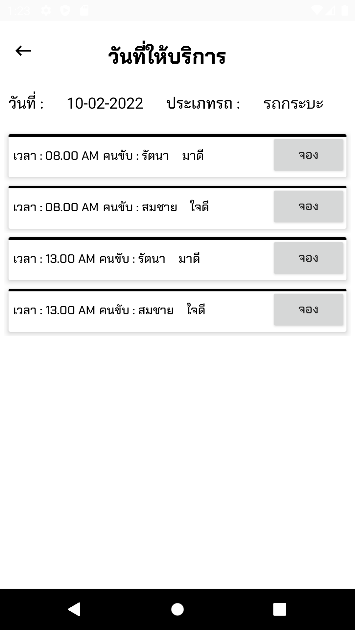 วันที่ให้บริการ
วันที่ : 10-02-2022 ประเภทรถ : รถกระบะ
เวลา : 08.00 AM คนขับ : รัตนา มาดี จอง
เวลา : 08.00 AM คนขับ : สมชาย ใจดี จอง
เวลา : 13.00 AM คนขับ : รัตนา มาดี จอง
เวลา : 13.00 AM คนขับ : สมชาย ใจดี จอง